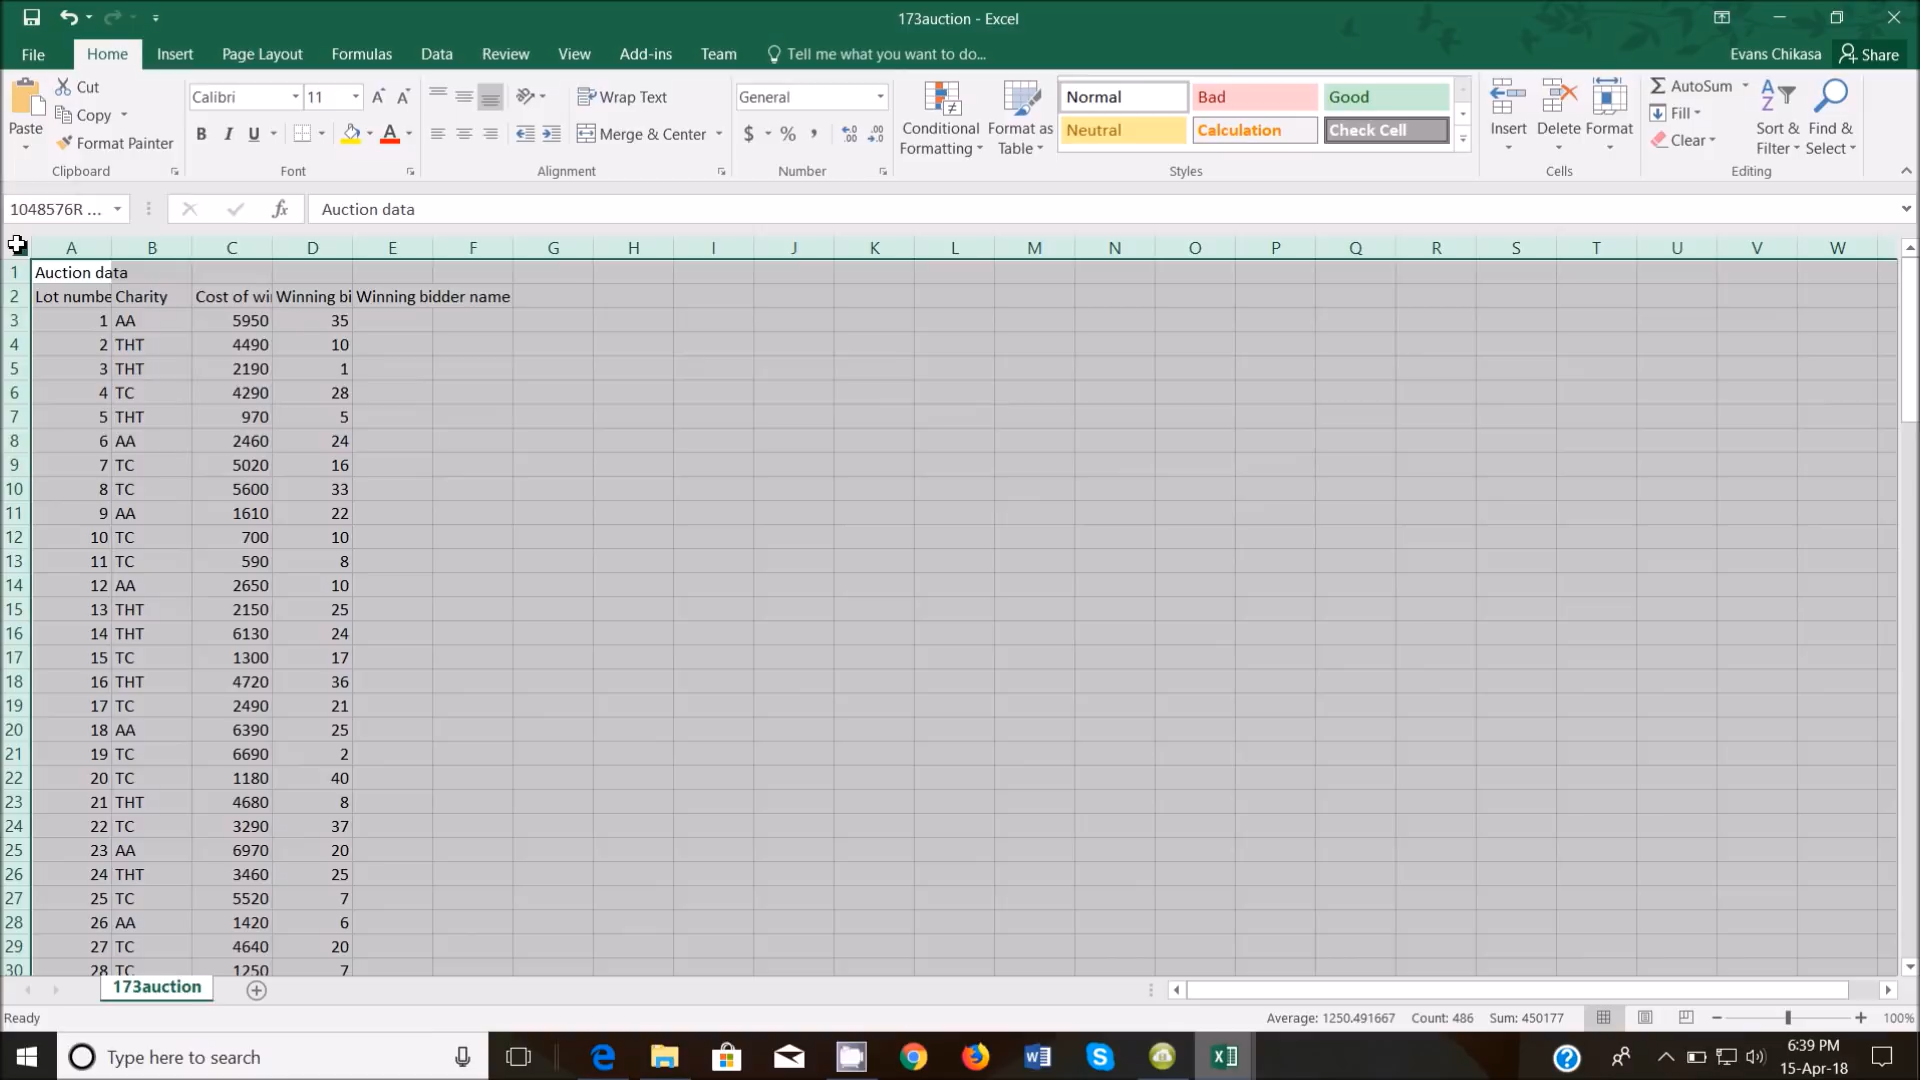 173auction - Excel
File Home Insert Page Layout Formulas Data Review View Add-ins Team Tell me what you want to do... Evans Chikasa Share
Paste
Cut
Copy
Format Painter
Clipboard
Calibri 11
B I U
Font
Wrap Text
Merge & Center
Alignment
General
$ % ,
Number
Conditional Formatting
Format as Table
Normal Bad Good
Neutral Calculation Check Cell
Styles
Insert Delete Format
Cells
AutoSum
Fill
Clear
Sort & Filter
Find & Select
Editing
1048576R ... fx Auction data
A B C D E F G H I J K L M N O P Q R S T U V W
1 Auction data
2 Lot numbe Charity Cost of wi Winning bi Winning bidder name
3 1 AA 5950 35
4 2 THT 4490 10
5 3 THT 2190 1
6 4 TC 4290 28
7 5 THT 970 5
8 6 AA 2460 24
9 7 TC 5020 16
10 8 TC 5600 33
11 9 AA 1610 22
12 10 TC 700 10
13 11 TC 590 8
14 12 AA 2650 10
15 13 THT 2150 25
16 14 THT 6130 24
17 15 TC 1300 17
18 16 THT 4720 36
19 17 TC 2490 21
20 18 AA 6390 25
21 19 TC 6690 2
22 20 TC 1180 40
23 21 THT 4680 8
24 22 TC 3290 37
25 23 AA 6970 20
26 24 THT 3460 25
27 25 TC 5520 7
28 26 AA 1420 6
29 27 TC 4640 20
30 28 TC 1250 7
173auction
Ready Average: 1250.491667 Count: 486 Sum: 450177 100%
Type here to search
6:39 PM
15-Apr-18